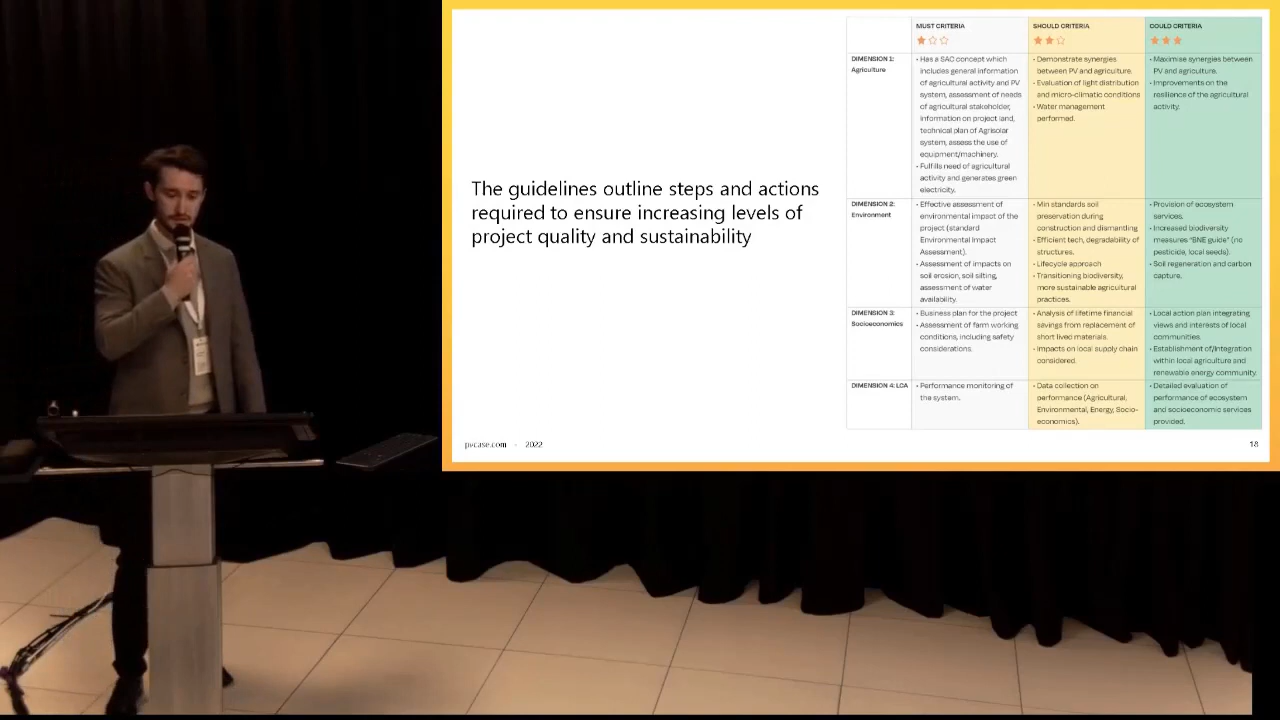 The guidelines outline steps and actions
required to ensure increasing levels of
project quality and sustainability
MUST CRITERIA
SHOULD CRITERIA
COULD CRITERIA
DIMENSION 1:
Agriculture
• Has a SAC concept which
includes general information
of agricultural activity and PV
system, assessment of needs
of agricultural stakeholder,
information on project land,
technical plan of Agrisolar
system, assess the use of
equipment/machinery.
• Fulfills need of agricultural
activity and generates green
electricity.
• Demonstrate synergies
between PV and agriculture.
• Evaluation of light distribution
and micro-climatic conditions
• Water management
performed.
• Maximise synergies between
PV and agriculture.
• Improvements on the
resilience of the agricultural
activity.
DIMENSION 2:
Environment
• Effective assessment of
environmental impact of the
project (standard
Environmental Impact
Assessment).
• Assessment of impacts on
soil erosion, soil silting,
assessment of water
availability.
• Min standards soil
preservation during
construction and dismantling
• Efficient tech, degradability of
structures.
• Lifecycle approach
• Transitioning biodiversity,
more sustainable agricultural
practices.
• Provision of ecosystem
services.
• Increased biodiversity
measures "BNE guide" (no
pesticide, local seeds).
• Soil regeneration and carbon
capture.
DIMENSION 3:
Socioeconomics
• Business plan for the project
• Assessment of farm working
conditions, including safety
considerations.
• Analysis of lifetime financial
savings from replacement of
short lived materials.
• Impacts on local supply chain
considered.
• Local action plan integrating
views and interests of local
communities.
• Establishment of/Integration
within local agriculture and
renewable energy community.
DIMENSION 4: LCA
• Performance monitoring of
the system.
• Data collection on
performance (Agricultural,
Environmental, Energy, Socio-
economics).
• Detailed evaluation of
performance of ecosystem
and socioeconomic services
provided.
pvcase.com - 2022
18